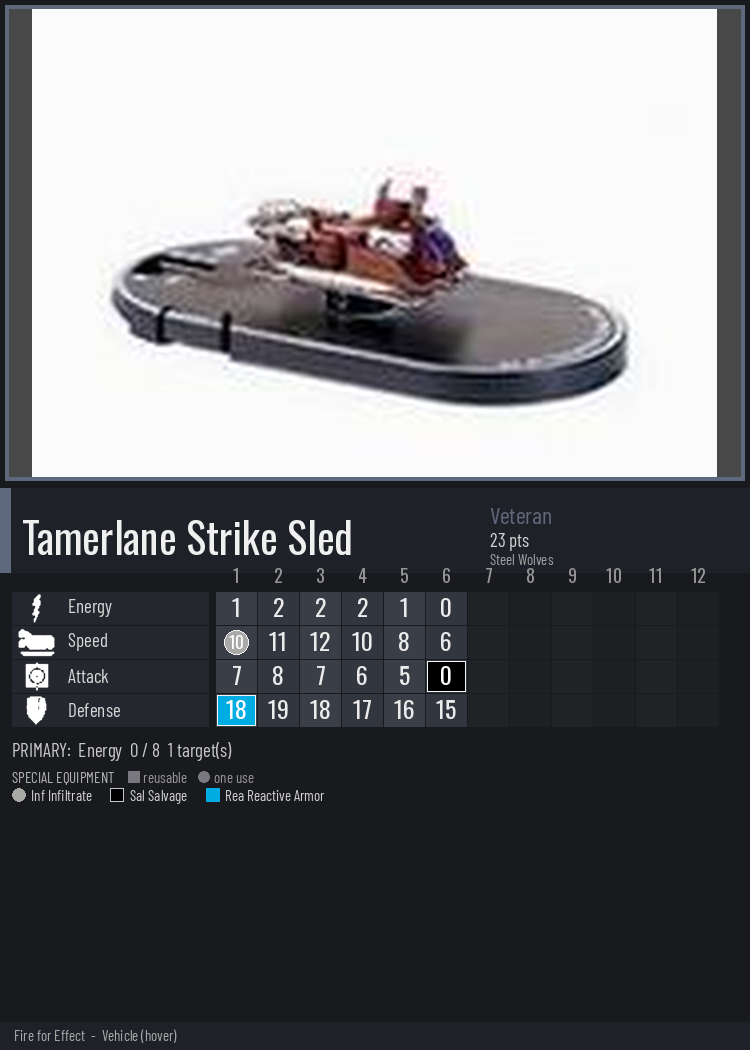 Tamerlane Strike Sled
Veteran
23 pts
Steel Wolves
1 2 3 4 5 6 7 8 9 10 11 12
Energy 1 2 2 2 1 0
Speed 10 11 12 10 8 6
Attack 7 8 7 6 5 0
Defense 18 19 18 17 16 15
PRIMARY: Energy 0 / 8 1 target(s)
SPECIAL EQUIPMENT reusable one use
Inf Infiltrate Sal Salvage Rea Reactive Armor
Fire for Effect - Vehicle (hover)